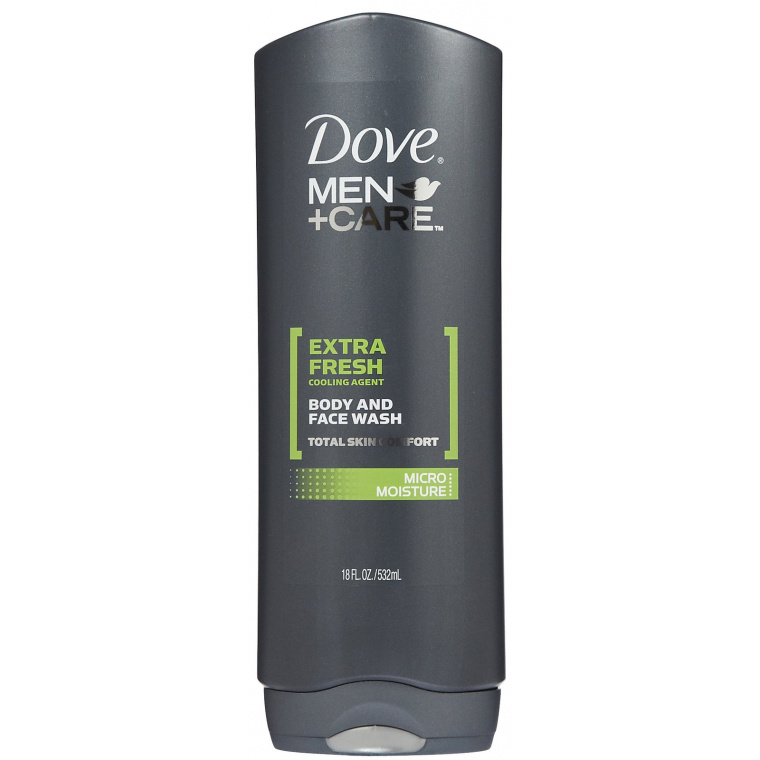 Dove®
MEN
+CARE™
EXTRA
FRESH
COOLING AGENT
BODY AND
FACE WASH
TOTAL SKIN COMFORT
MICRO
MOISTURE
18 FL. OZ./532mL